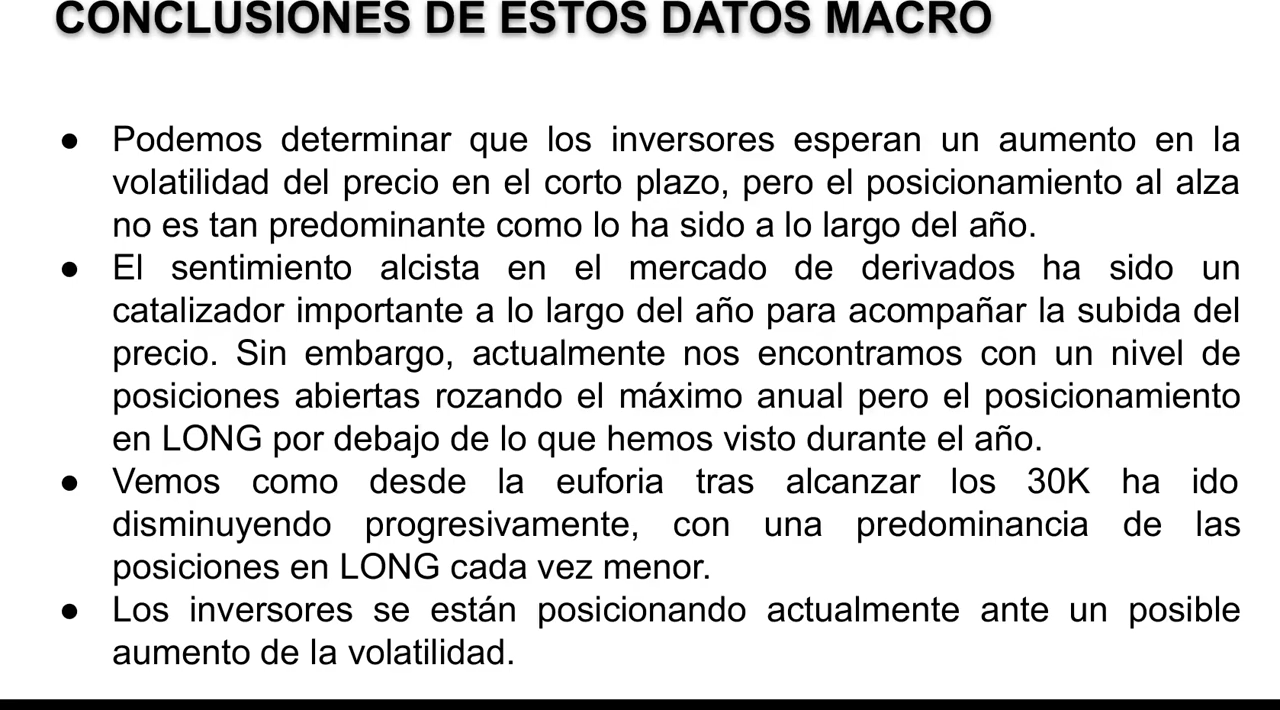 CONCLUSIONES DE ESTOS DATOS MACRO
● Podemos determinar que los inversores esperan un aumento en la
volatilidad del precio en el corto plazo, pero el posicionamiento al alza
no es tan predominante como lo ha sido a lo largo del año.
● El sentimiento alcista en el mercado de derivados ha sido un
catalizador importante a lo largo del año para acompañar la subida del
precio. Sin embargo, actualmente nos encontramos con un nivel de
posiciones abiertas rozando el máximo anual pero el posicionamiento
en LONG por debajo de lo que hemos visto durante el año.
● Vemos como desde la euforia tras alcanzar los 30K ha ido
disminuyendo progresivamente, con una predominancia de las
posiciones en LONG cada vez menor.
● Los inversores se están posicionando actualmente ante un posible
aumento de la volatilidad.